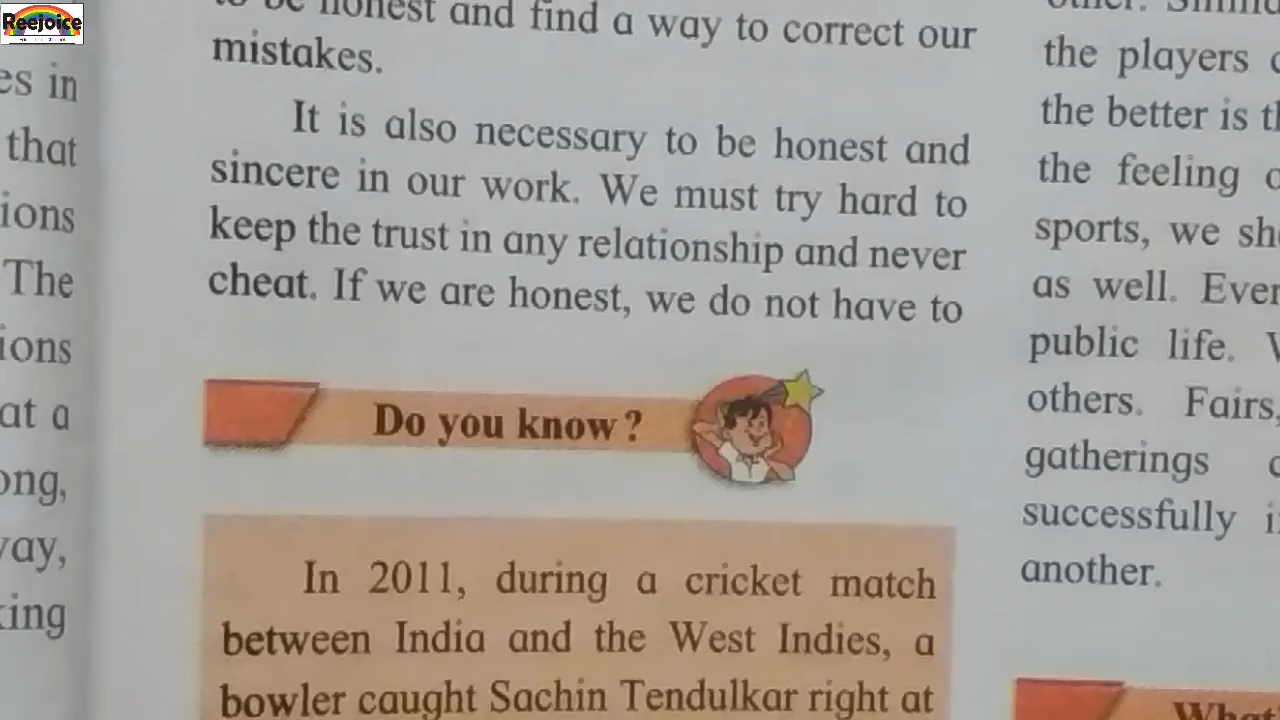 Reejoice
be honest and find a way to correct our
mistakes.
It is also necessary to be honest and
sincere in our work. We must try hard to
keep the trust in any relationship and never
cheat. If we are honest, we do not have to
Do you know?
In 2011, during a cricket match
between India and the West Indies, a
bowler caught Sachin Tendulkar right at
es in
that
ions
The
ions
at a
ong,
vay,
king
the players
the better is
the feeling
sports, we
as well. Ever
public life.
others. Fairs,
gatherings
successfully
another.
What